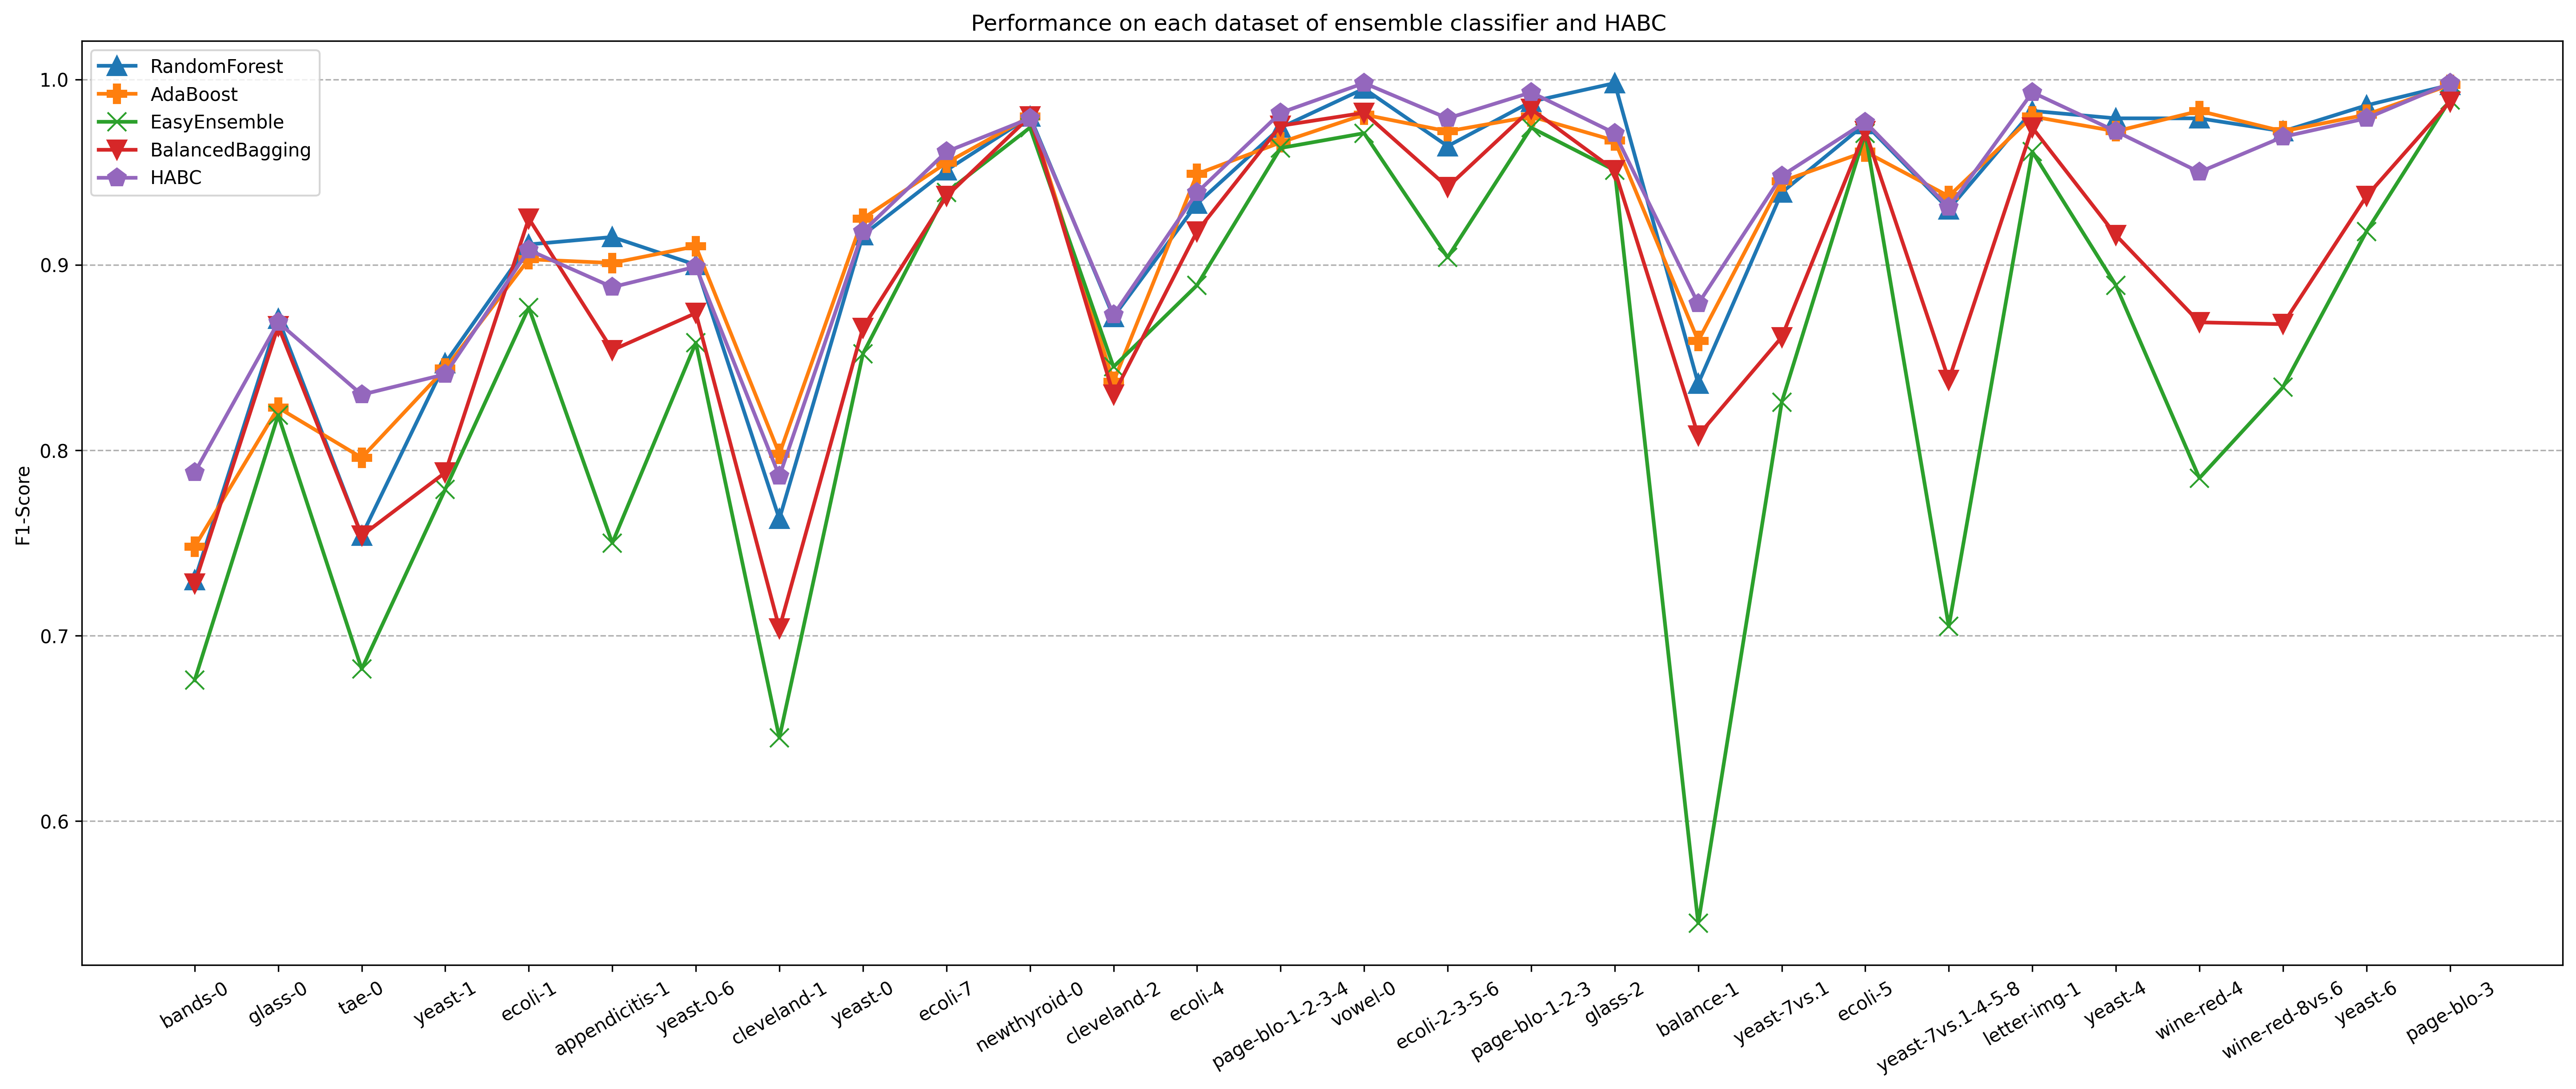 Performance on each dataset of ensemble classifier and HABC
RandomForest
AdaBoost
EasyEnsemble
BalancedBagging
HABC
F1-Score
1.0
0.9
0.8
0.7
0.6
bands-0
glass-0
tae-0
yeast-1
ecoli-1
appendicitis-1
yeast-0-6
cleveland-1
yeast-0
ecoli-7
newthyroid-0
cleveland-2
ecoli-4
page-blo-1-2-3-4
vowel-0
ecoli-2-3-5-6
page-blo-1-2-3
glass-2
balance-1
yeast-7vs.1
ecoli-5
yeast-7vs.1-4-5-8
letter-img-1
yeast-4
wine-red-4
wine-red-8vs.6
yeast-6
page-blo-3